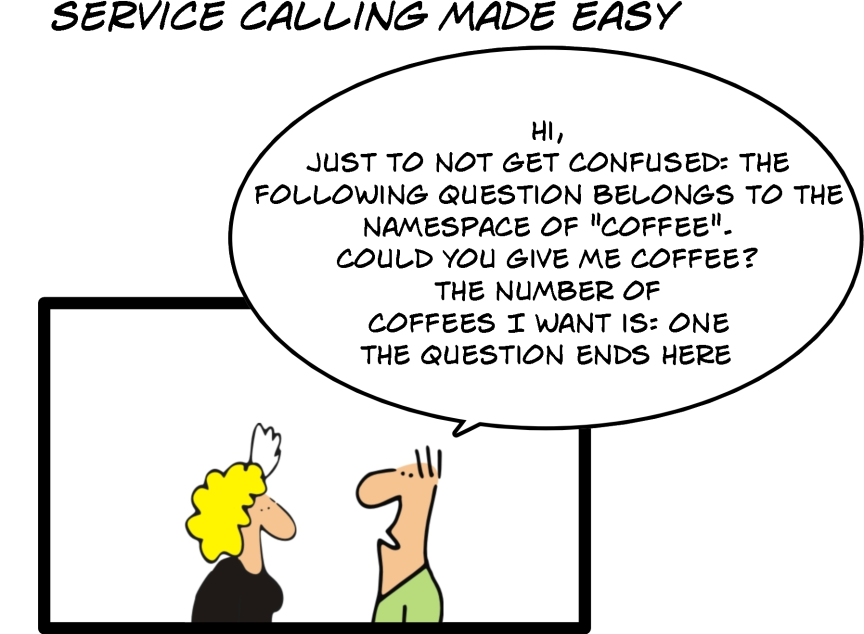 SERVICE CALLING MADE EASY
HI,
JUST TO NOT GET CONFUSED: THE
FOLLOWING QUESTION BELONGS TO THE
NAMESPACE OF "COFFEE".
COULD YOU GIVE ME COFFEE?
THE NUMBER OF
COFFEES I WANT IS: ONE
THE QUESTION ENDS HERE